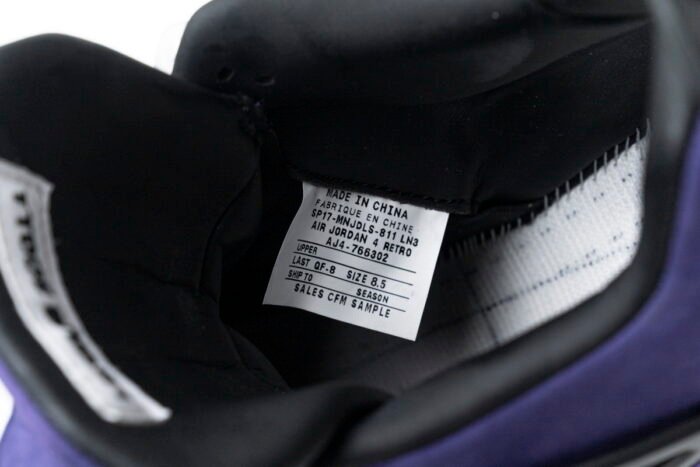 MADE IN CHINA
FABRIQUE EN CHINE
SP17-MNJDLS-811 LN3
AIR JORDAN 4 RETRO
AJ4-766302
UPPER
LAST QF-8 SIZE 8.5
SHIP TO SEASON
SALES CFM SAMPLE